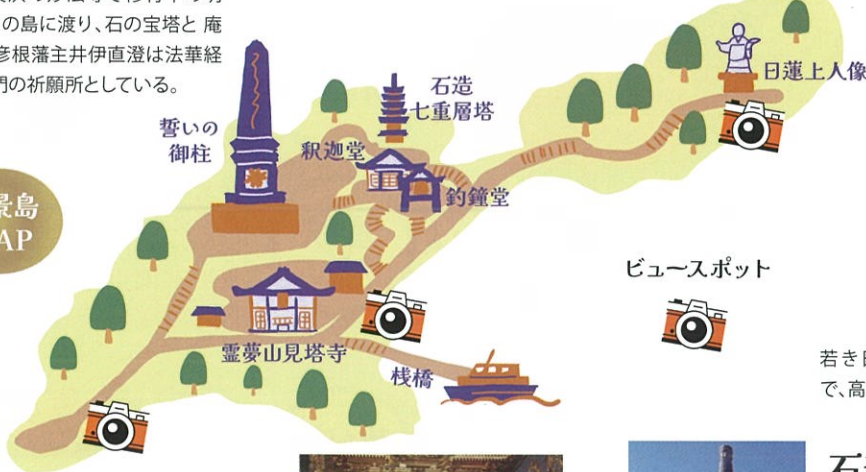 の島に渡り、石の宝塔と 庵
彦根藩主井伊直澄は法華経
門の祈願所としている。
景島
AP
誓いの
御柱
石造
七重層塔
釈迦堂
釣鐘堂
日蓮上人像
霊夢山見塔寺
桟橋
ビュースポット
若き
で、高